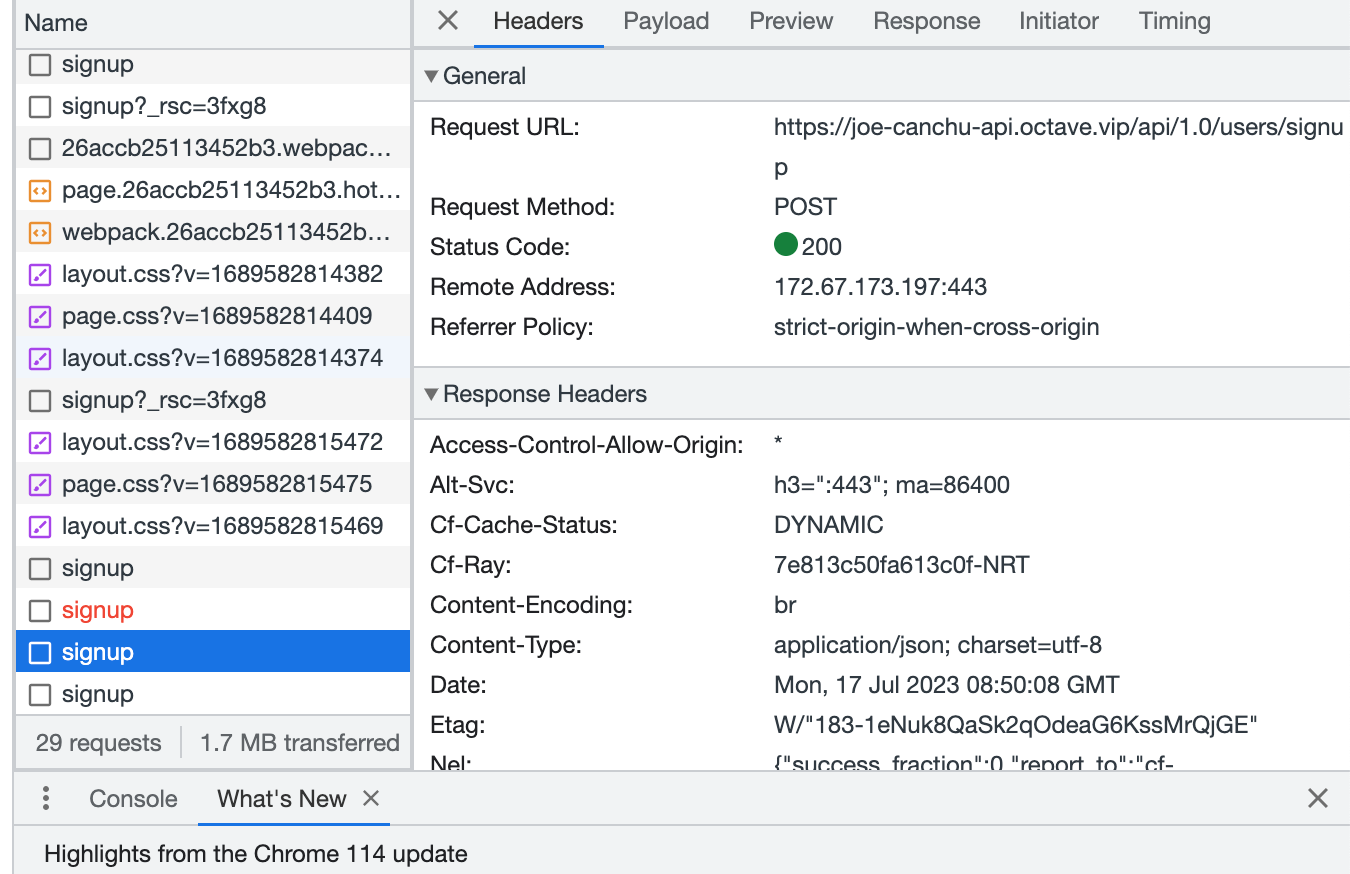 Name
signup
signup?_rsc=3fxg8
26accb25113452b3.webpac...
page.26accb25113452b3.hot...
webpack.26accb25113452b...
layout.css?v=1689582814382
page.css?v=1689582814409
layout.css?v=1689582814374
signup?_rsc=3fxg8
layout.css?v=1689582815472
page.css?v=1689582815475
layout.css?v=1689582815469
signup
signup
signup
signup
29 requests 1.7 MB transferred
Headers Payload Preview Response Initiator Timing
General
Request URL: https://joe-canchu-api.octave.vip/api/1.0/users/signu
p
Request Method: POST
Status Code: 200
Remote Address: 172.67.173.197:443
Referrer Policy: strict-origin-when-cross-origin
Response Headers
Access-Control-Allow-Origin: *
Alt-Svc: h3=":443"; ma=86400
Cf-Cache-Status: DYNAMIC
Cf-Ray: 7e813c50fa613c0f-NRT
Content-Encoding: br
Content-Type: application/json; charset=utf-8
Date: Mon, 17 Jul 2023 08:50:08 GMT
Etag: W/"183-1eNuk8QaSk2qOdeaG6KssMrQjGE"
Nel: {"success_fraction":0,"report_to":"cf-
Console What's New
Highlights from the Chrome 114 update